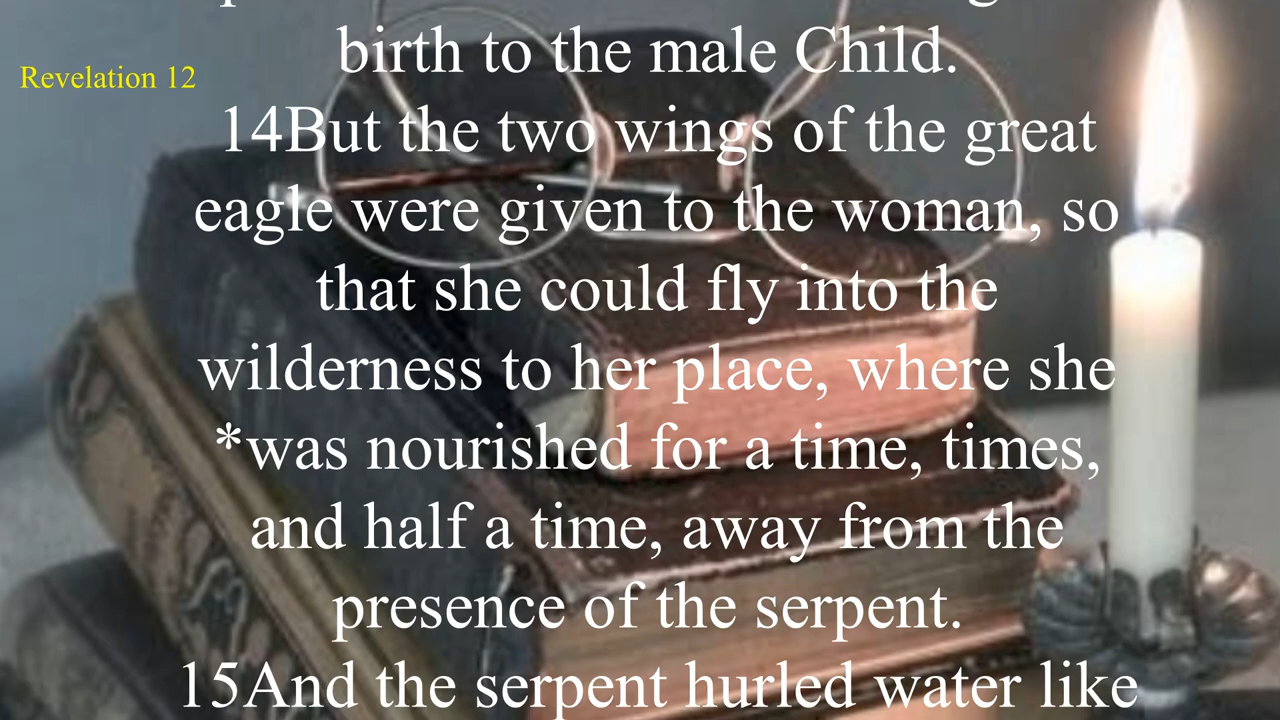 birth to the male Child.
Revelation 12
14But the two wings of the great
eagle were given to the woman, so
that she could fly into the
wilderness to her place, where she
*was nourished for a time, times,
and half a time, away from the
presence of the serpent.
15And the serpent hurled water like